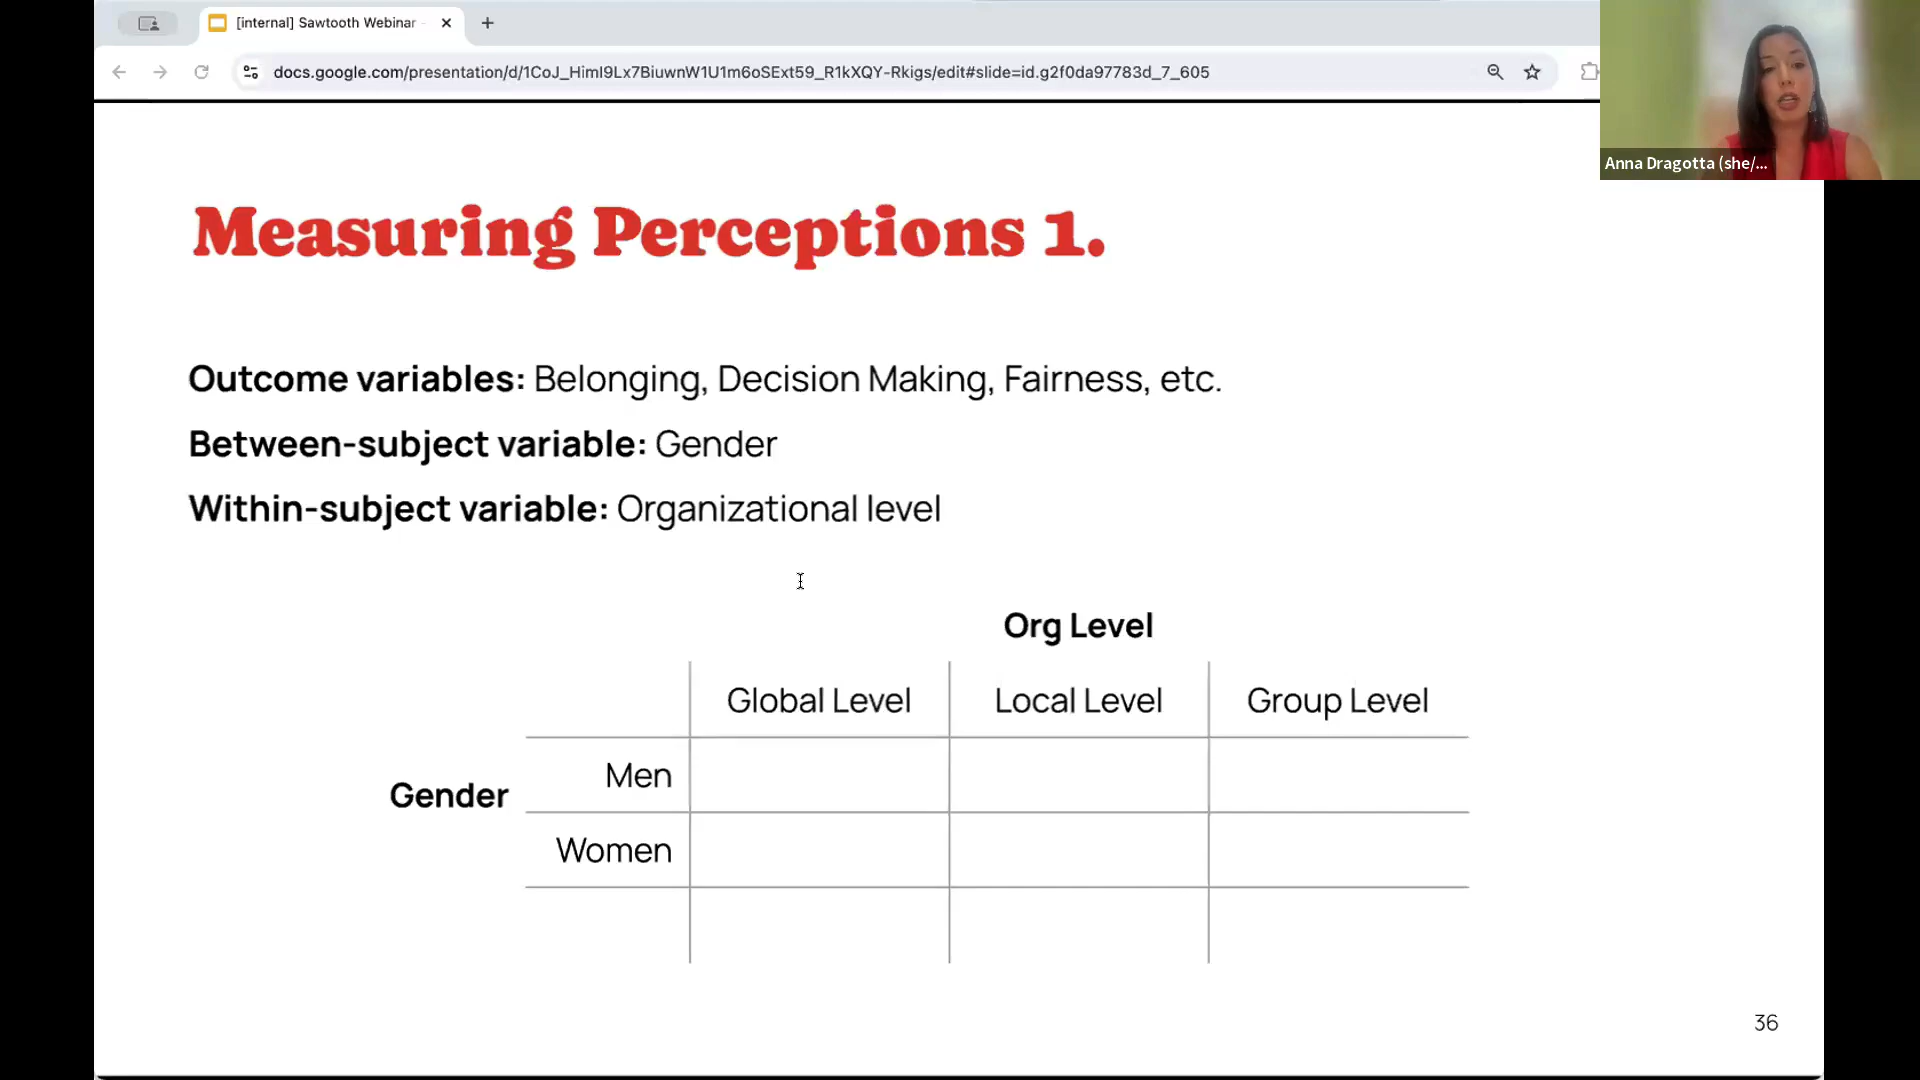 [internal] Sawtooth Webinar
docs.google.com/presentation/d/1CoJ_HimI9Lx7BiuwnW1U1m6oSExt59_R1kXQY-Rkigs/edit#slide=id.g2f0da97783d_7_605
Anna Dragotta (she/...
Measuring Perceptions 1.
Outcome variables: Belonging, Decision Making, Fairness, etc.
Between-subject variable: Gender
Within-subject variable: Organizational level
Org Level
Global Level Local Level Group Level
Gender
Men
Women
36